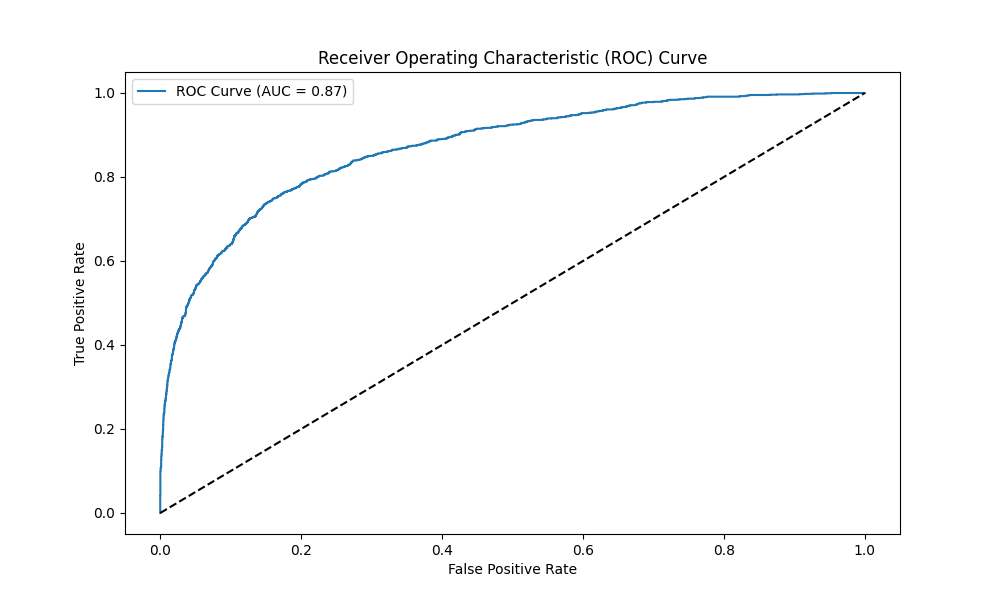 Receiver Operating Characteristic (ROC) Curve
ROC Curve (AUC = 0.87)
1.0
0.8
0.6
0.4
0.2
0.0
True Positive Rate
0.0 0.2 0.4 0.6 0.8 1.0
False Positive Rate